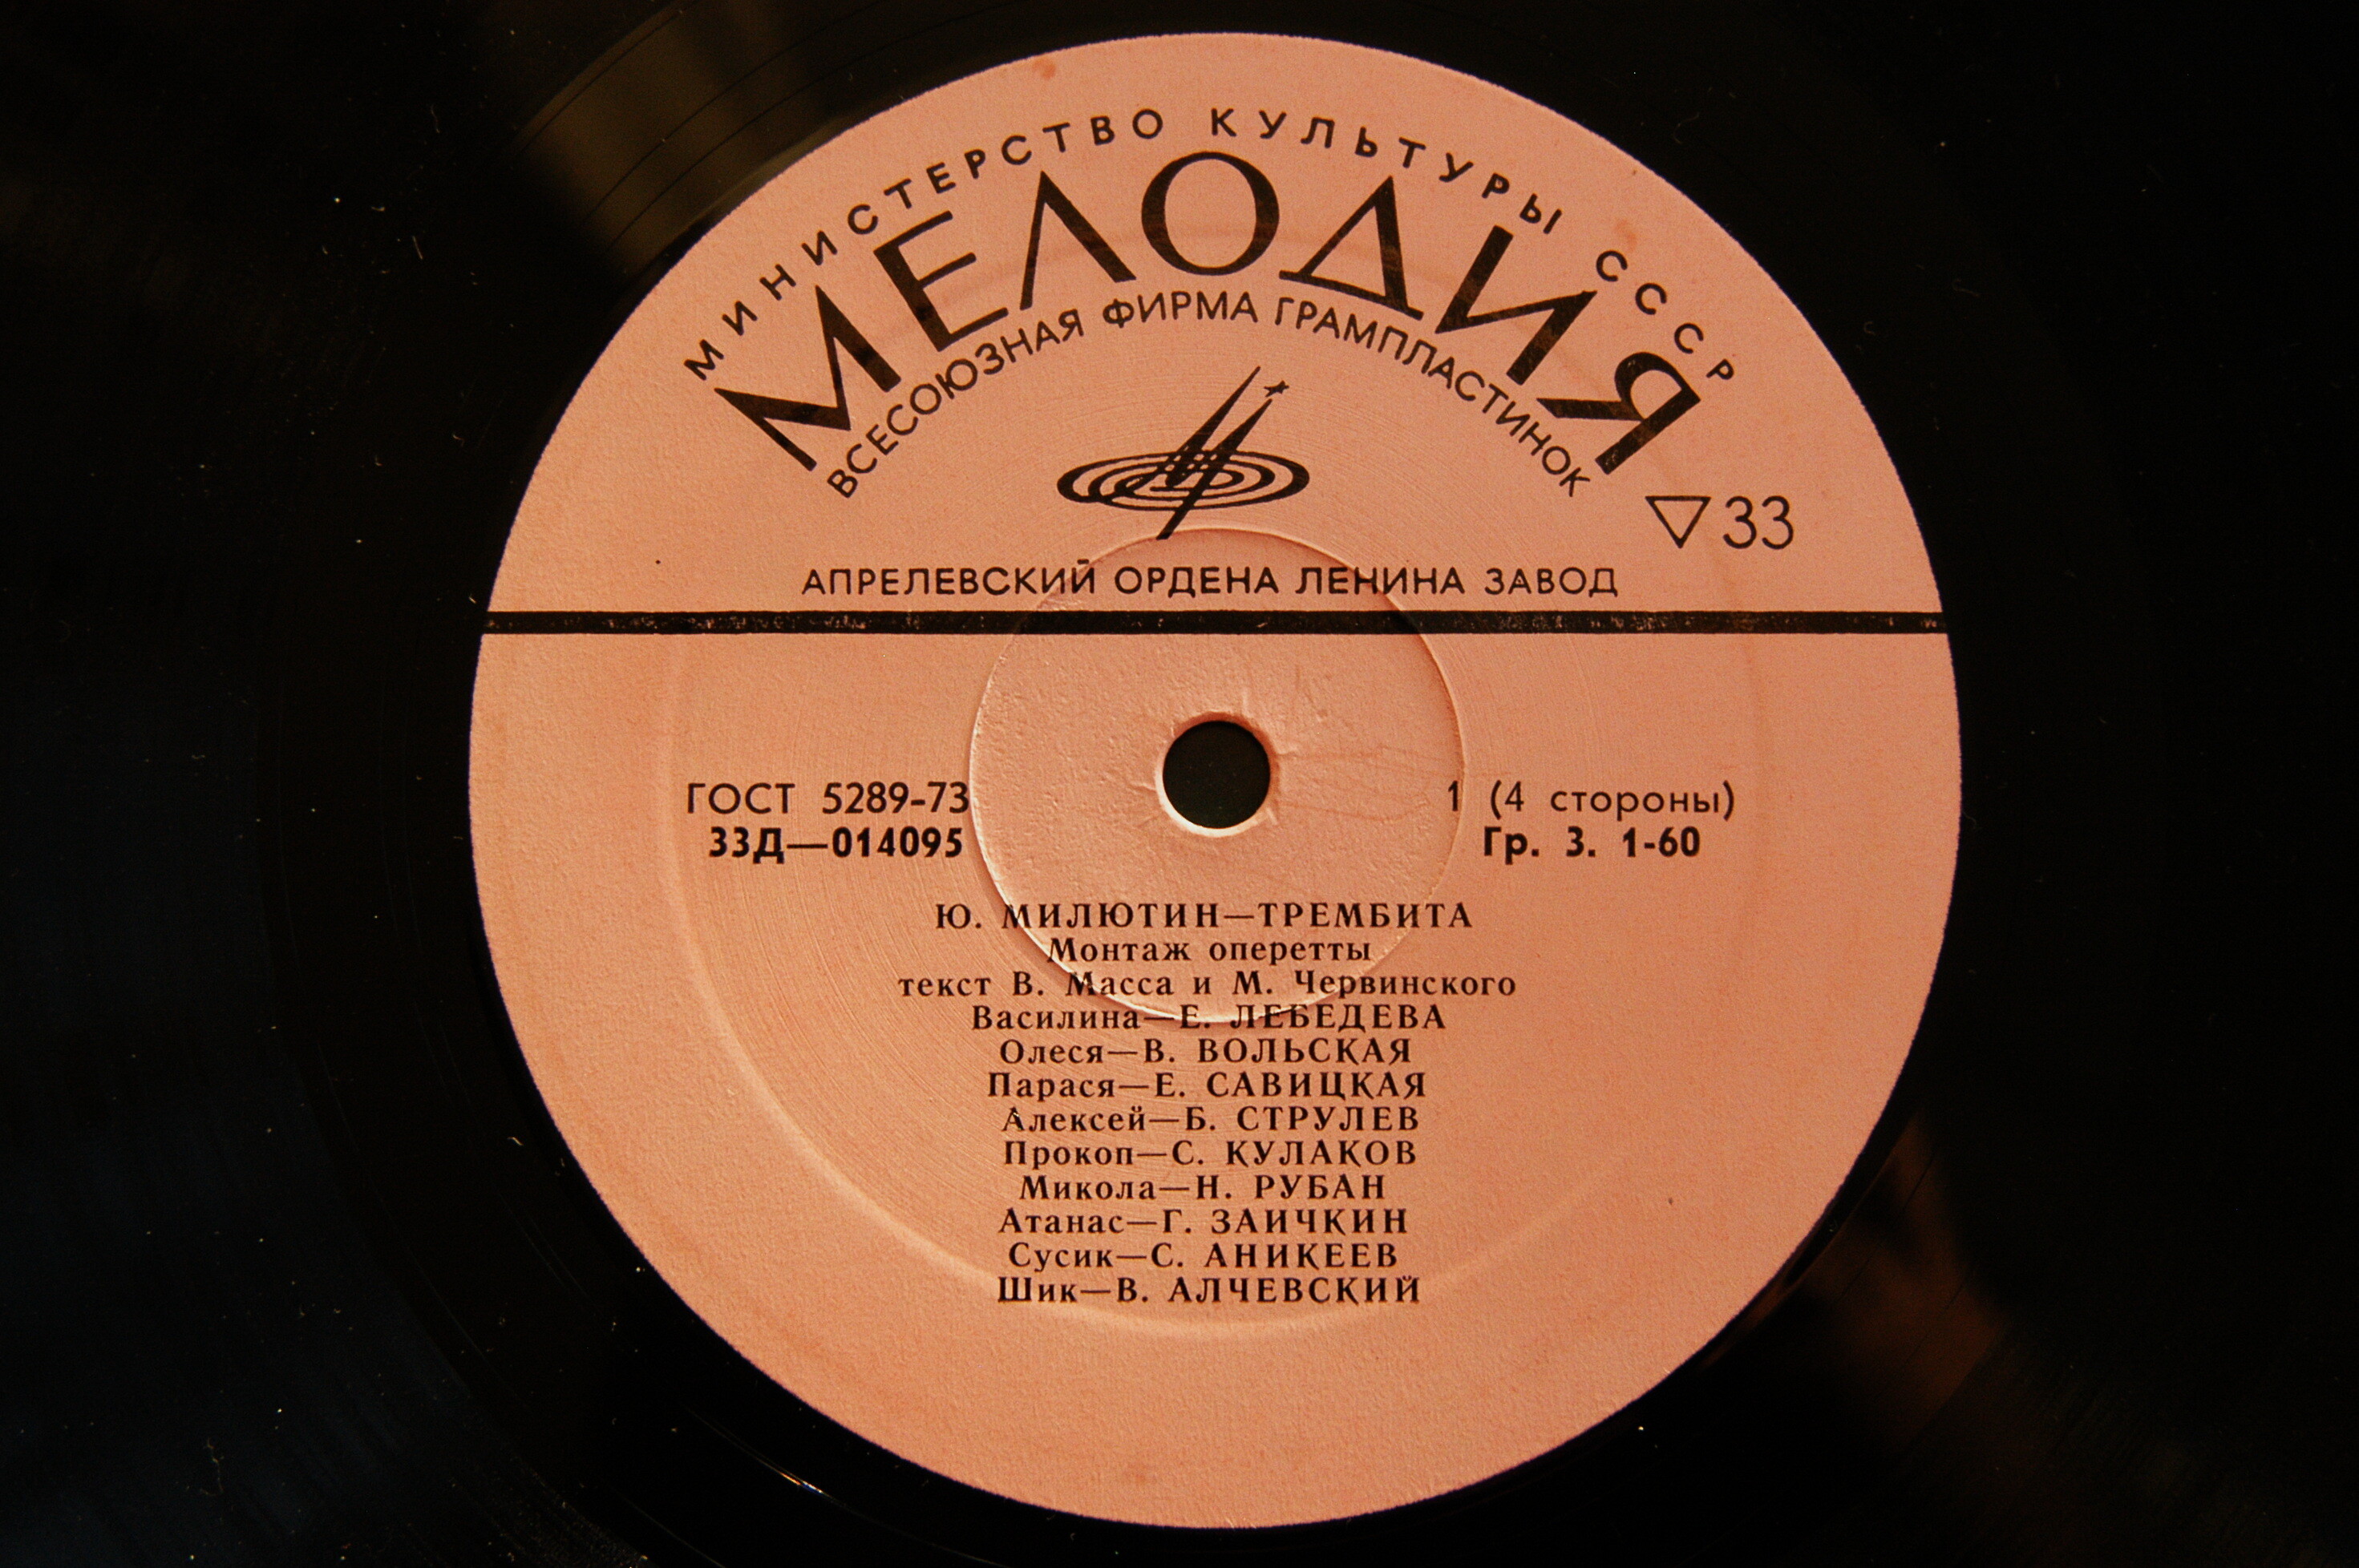 МИНИСТЕРСТВО КУЛЬТУРЫ СССР
МЕЛОДИЯ
ВСЕСОЮЗНАЯ ФИРМА ГРАМПЛАСТИНОК
▽33
АПРЕЛЕВСКИЙ ОРДЕНА ЛЕНИНА ЗАВОД
ГОСТ 5289-73
1 (4 стороны)
33Д—014095
Гр. 3. 1-60
Ю. МИЛЮТИН—ТРЕМБИТА
Монтаж оперетты
текст В. Масса и М. Червинского
Василина—Е. ЛЕБЕДЕВА
Олеся—В. ВОЛЬСКАЯ
Парася—Е. САВИЦКАЯ
Алексей—Б. СТРУЛЕВ
Прокоп—С. КУЛАКОВ
Микола—Н. РУБАН
Атанас—Г. ЗАИЧКИН
Сусик—С. АНИКЕЕВ
Шик—В. АЛЧЕВСКИЙ